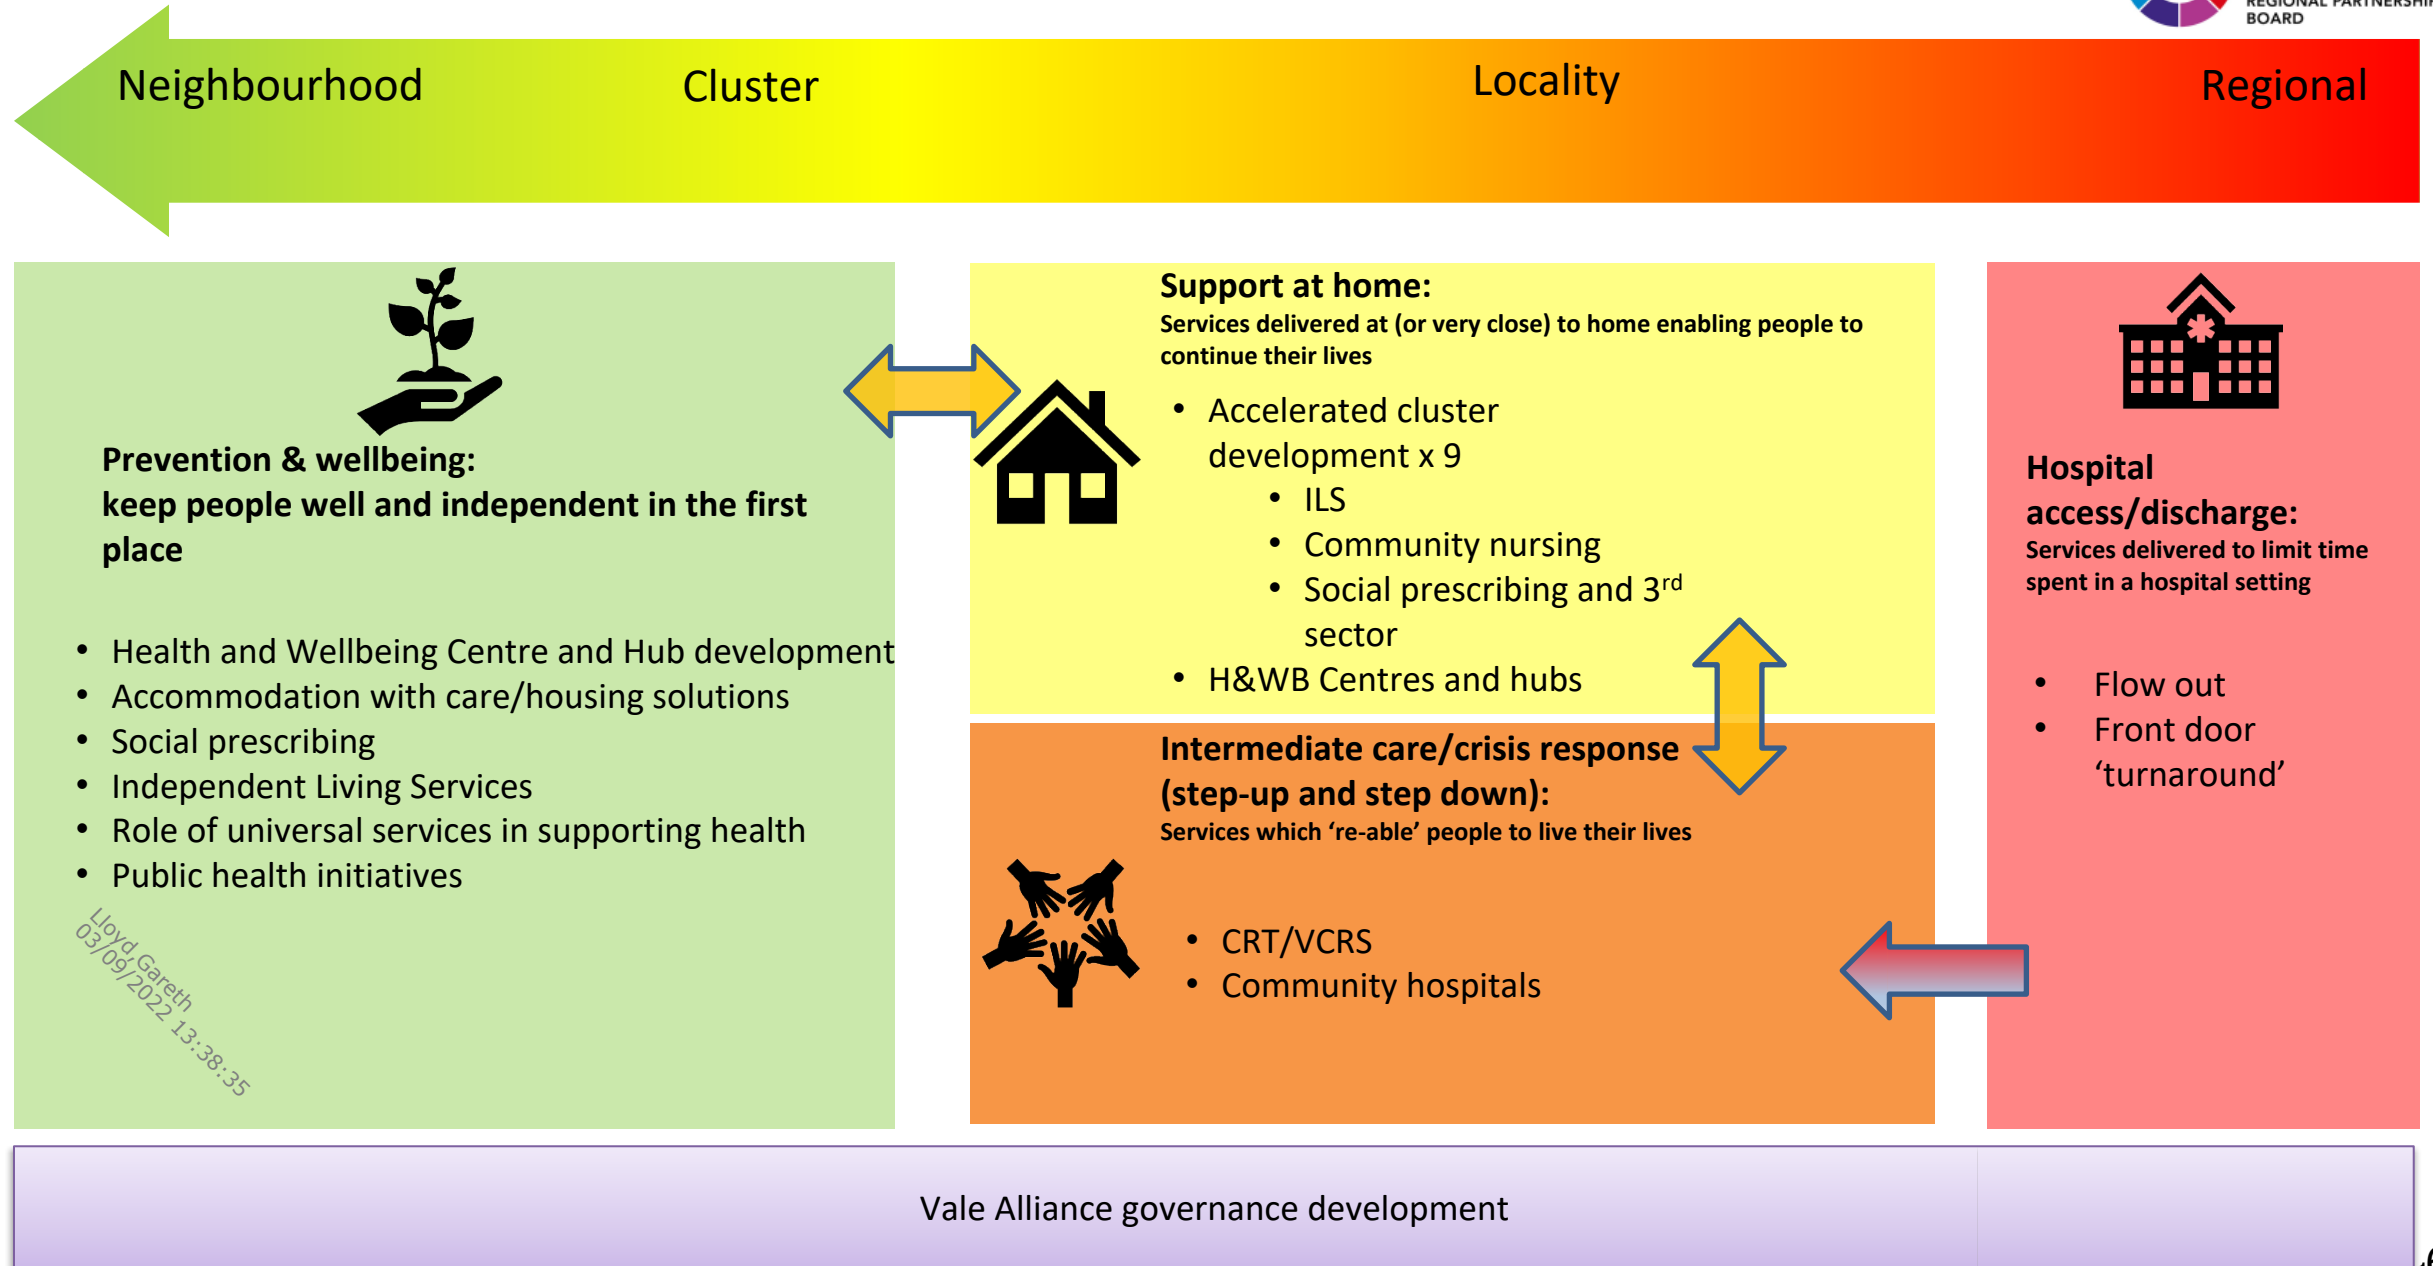 REGIONAL PARTNERSHIP
BOARD
Neighbourhood
Cluster
Locality
Regional
Prevention & wellbeing:
keep people well and independent in the first
place
• Health and Wellbeing Centre and Hub development
• Accommodation with care/housing solutions
• Social prescribing
• Independent Living Services
• Role of universal services in supporting health
• Public health initiatives
Lloyd,Gareth
03/09/2022 13:38:35
Support at home:
Services delivered at (or very close) to home enabling people to
continue their lives
• Accelerated cluster
development x 9
• ILS
• Community nursing
• Social prescribing and 3rd
sector
• H&WB Centres and hubs
Intermediate care/crisis response
(step-up and step down):
Services which ‘re-able’ people to live their lives
• CRT/VCRS
• Community hospitals
Hospital
access/discharge:
Services delivered to limit time
spent in a hospital setting
• Flow out
• Front door
‘turnaround’
Vale Alliance governance development